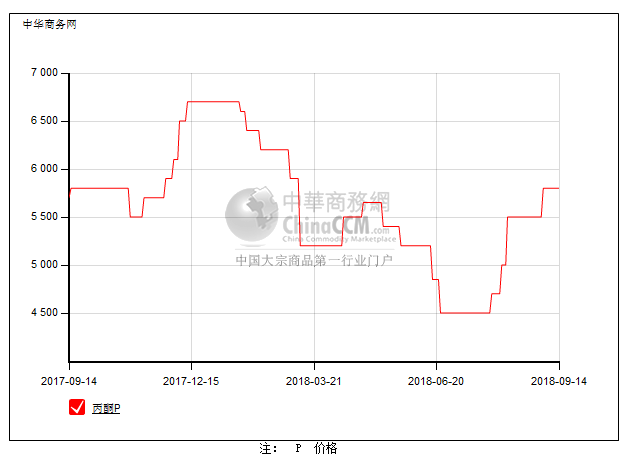 中华商务网
7 000
6 500
6 000
5 500
5 000
4 500
中華商務網
ChinaCCM.com
China Commodity Marketplace
中国大宗商品第一行业门户
2017-09-14 2017-12-15 2018-03-21 2018-06-20 2018-09-14
丙酮P
注： P 价格